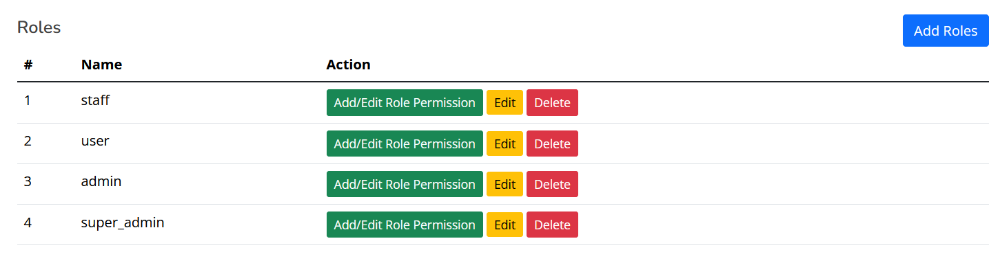 Roles
Add Roles
# Name Action
1 staff Add/Edit Role Permission Edit Delete
2 user Add/Edit Role Permission Edit Delete
3 admin Add/Edit Role Permission Edit Delete
4 super_admin Add/Edit Role Permission Edit Delete